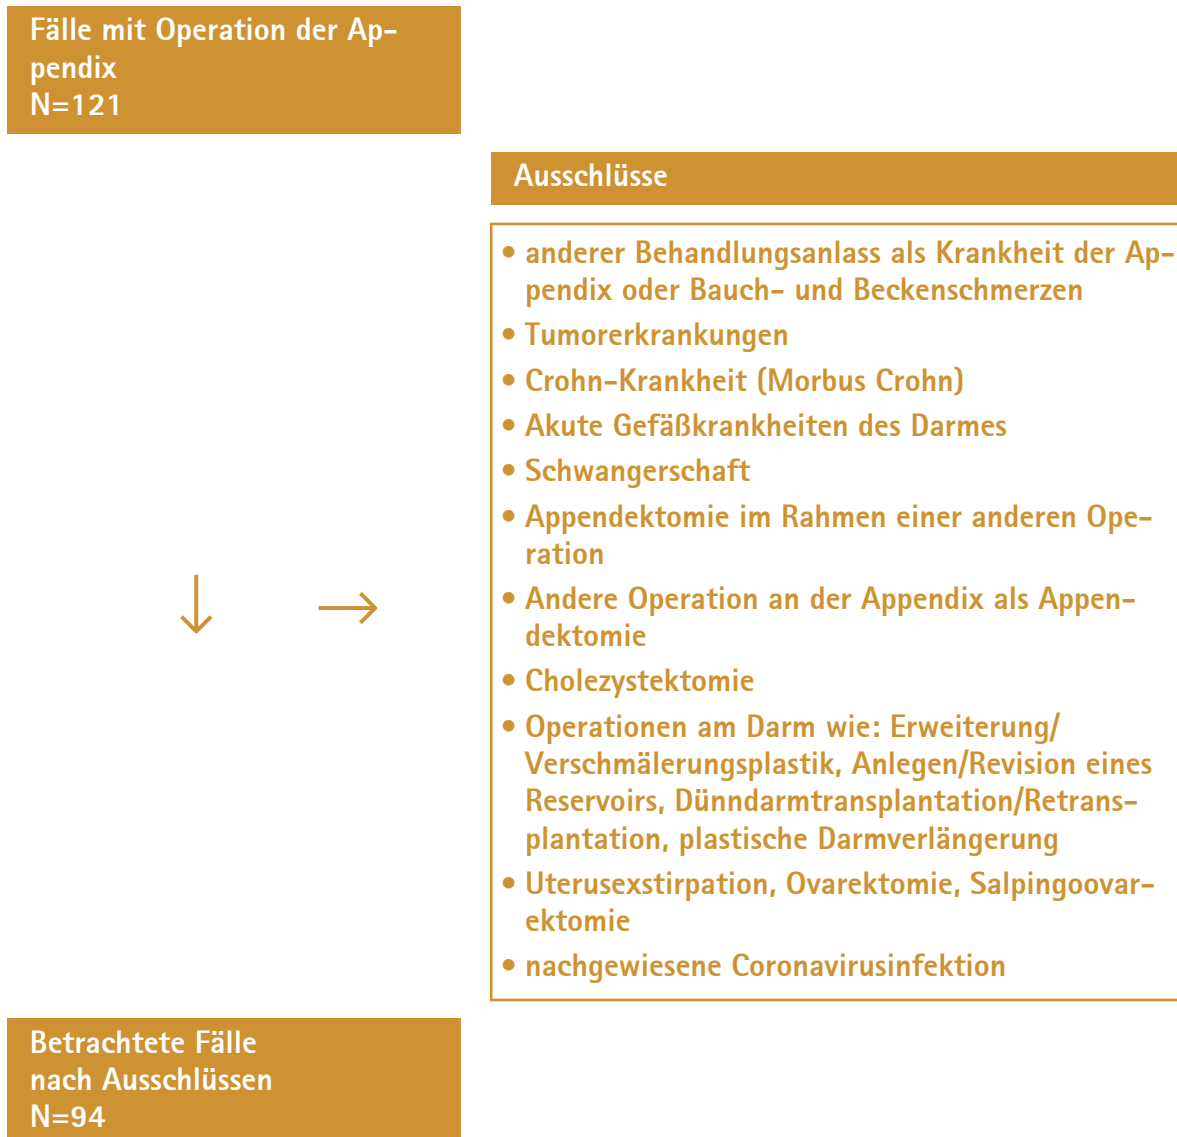 Fälle mit Operation der Ap-
pendix
N=121
Ausschlüsse
• anderer Behandlungsanlass als Krankheit der Ap-
pendix oder Bauch- und Beckenschmerzen
• Tumorerkrankungen
• Crohn-Krankheit (Morbus Crohn)
• Akute Gefäßkrankheiten des Darmes
• Schwangerschaft
• Appendektomie im Rahmen einer anderen Ope-
ration
• Andere Operation an der Appendix als Appen-
dektomie
• Cholezystektomie
• Operationen am Darm wie: Erweiterung/
Verschmälerungsplastik, Anlegen/Revision eines
Reservoirs, Dünndarmtransplantation/Retrans-
plantation, plastische Darmverlängerung
• Uterusexstirpation, Ovarektomie, Salpingoovar-
ektomie
• nachgewiesene Coronavirusinfektion
Betrachtete Fälle
nach Ausschlüssen
N=94